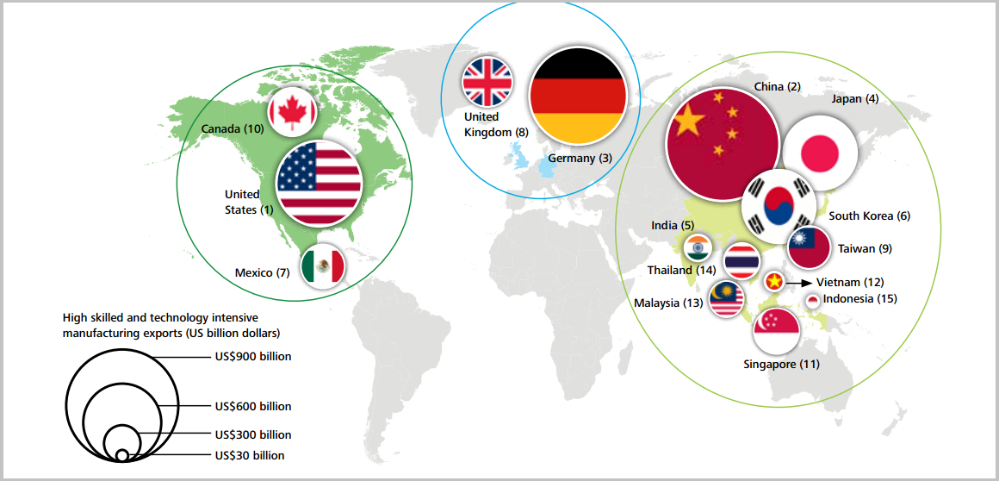 China (2)
Japan (4)
United
Kingdom (8)
Canada (10)
Germany (3)
United
States (1)
South Korea (6)
India (5)
Taiwan (9)
Mexico (7)
Thailand (14)
Vietnam (12)
Malaysia (13)
Indonesia (15)
High skilled and technology intensive
manufacturing exports (US billion dollars)
US$900 billion
Singapore (11)
US$600 billion
US$300 billion
US$30 billion